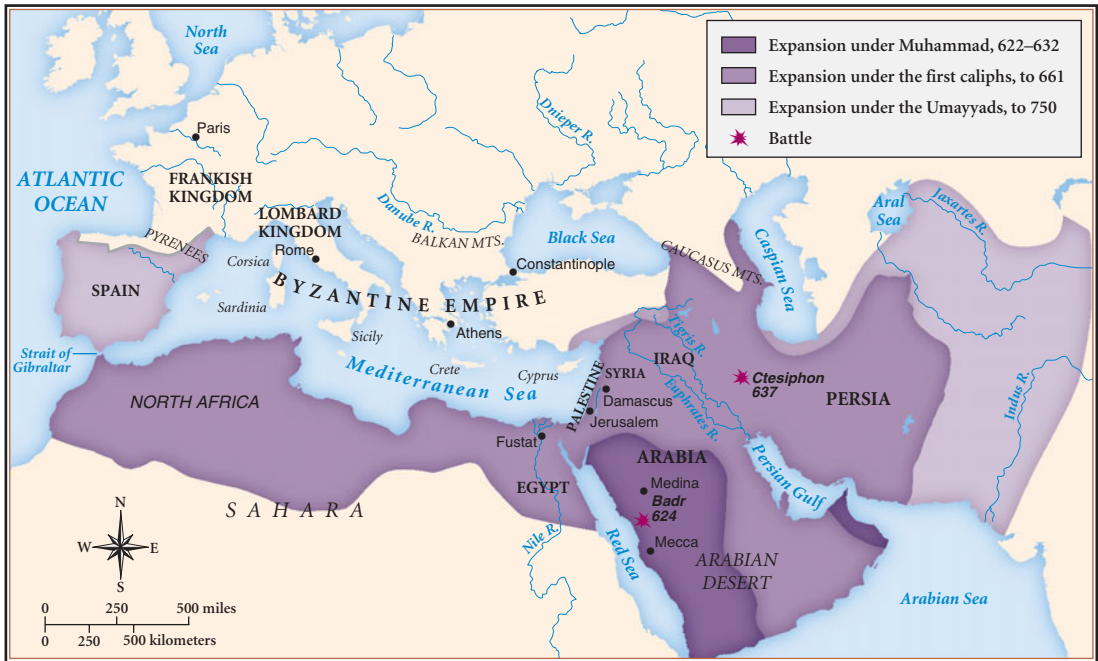 North
Sea
Expansion under Muhammad, 622–632
Expansion under the first caliphs, to 661
Expansion under the Umayyads, to 750
Battle
Dnieper R.
Paris
ATLANTIC
OCEAN
FRANKISH
KINGDOM
LOMBARD
KINGDOM
Danube R.
BALKAN MTS.
Black Sea
Aral
Sea
Jaxartes R.
PYRENEES
Corsica
Rome
Constantinople
CAUCASUS MTS.
Caspian Sea
SPAIN
BYZANTINE EMPIRE
Sardinia
Sicily
Athens
Strait of
Gibraltar
Mediterranean Sea
Crete
Cyprus
Tigris R.
IRAQ
SYRIA
Ctesiphon
637
PERSIA
Indus R.
NORTH AFRICA
PALESTINE
Damascus
Euphrates R.
Jerusalem
Fustat
ARABIA
Persian Gulf
EGYPT
Medina
Badr
624
SAHARA
Nile R.
Red Sea
Mecca
ARABIAN
DESERT
Arabian Sea
N
W
E
S
0 250 500 miles
0 250 500 kilometers